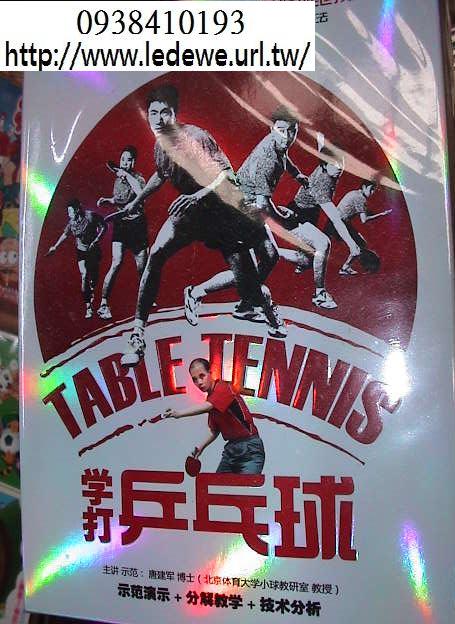 0938410193
http://www.ledewe.url.tw/
TABLE TENNIS
学打
乒乓球
主讲 示范：唐建军 博士（北京体育大学小球教研室 教授）
示范演示 + 分解教学 + 技术分析